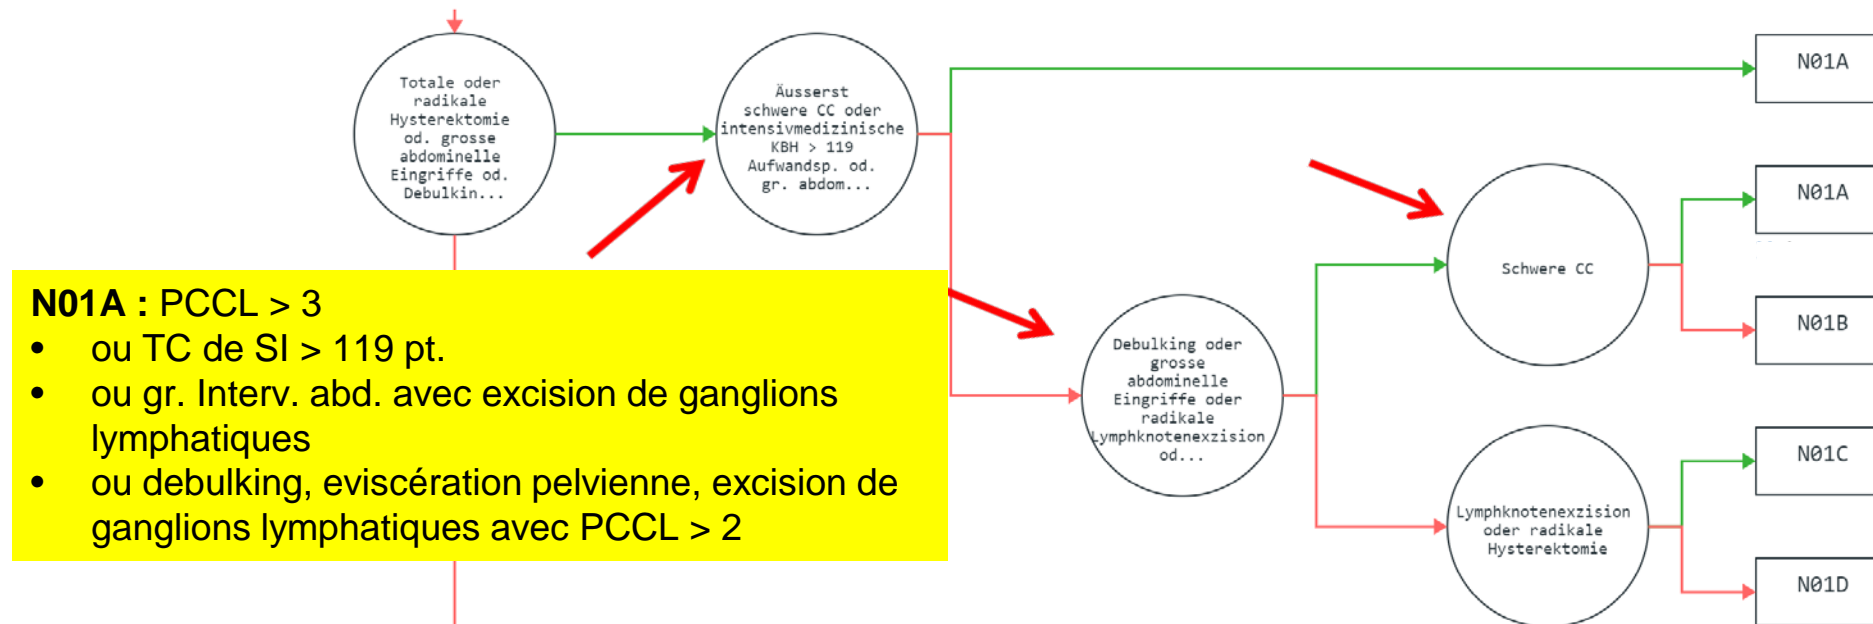 Totale oder
radikale
Hysterektomie
od. grosse
abdominelle
Eingriffe od.
Debulkin...
Äusserst
schwere CC oder
intensivmedizinische
KBH > 119
Aufwandsp. od.
gr. abdom...
N01A
N01A
Schwere CC
N01B
N01A : PCCL > 3
• ou TC de SI > 119 pt.
• ou gr. Interv. abd. avec excision de ganglions
lymphatiques
• ou debulking, eviscération pelvienne, excision de
ganglions lymphatiques avec PCCL > 2
Debulking oder
grosse
abdominelle
Eingriffe oder
radikale
Lymphknotenexzision
od...
N01C
Lymphknotenexzision
oder radikale
Hysterektomie
N01D